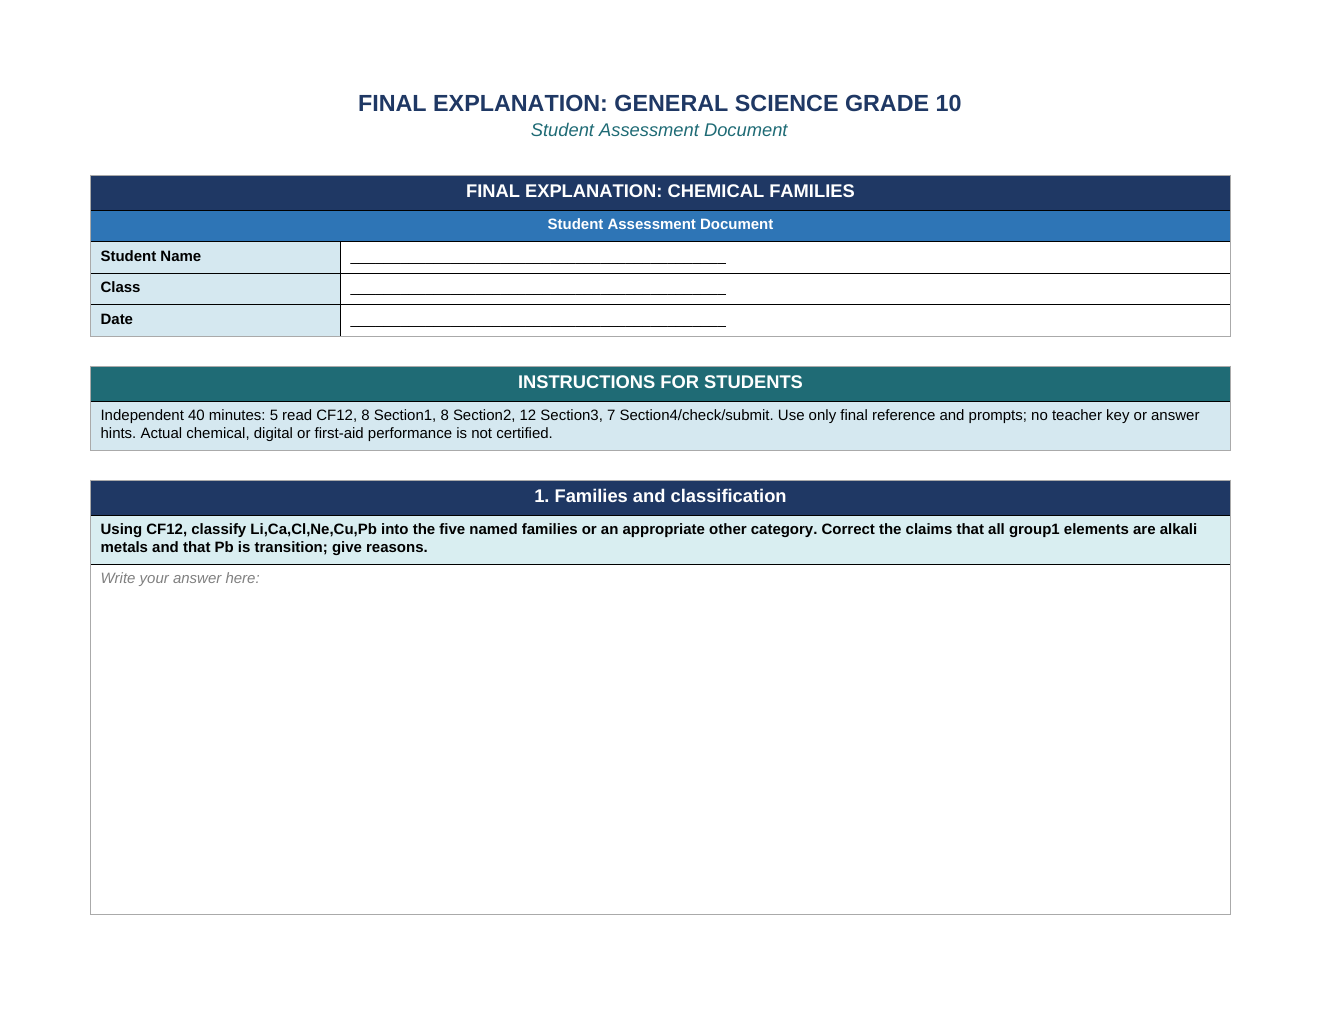 FINAL EXPLANATION: GENERAL SCIENCE GRADE 10
Student Assessment Document
FINAL EXPLANATION: CHEMICAL FAMILIES
Student Assessment Document
Student Name
Class
Date
INSTRUCTIONS FOR STUDENTS
Independent 40 minutes: 5 read CF12, 8 Section1, 8 Section2, 12 Section3, 7 Section4/check/submit. Use only final reference and prompts; no teacher key or answer
hints. Actual chemical, digital or first-aid performance is not certified.
1. Families and classification
Using CF12, classify Li,Ca,Cl,Ne,Cu,Pb into the five named families or an appropriate other category. Correct the claims that all group1 elements are alkali
metals and that Pb is transition; give reasons.
Write your answer here: